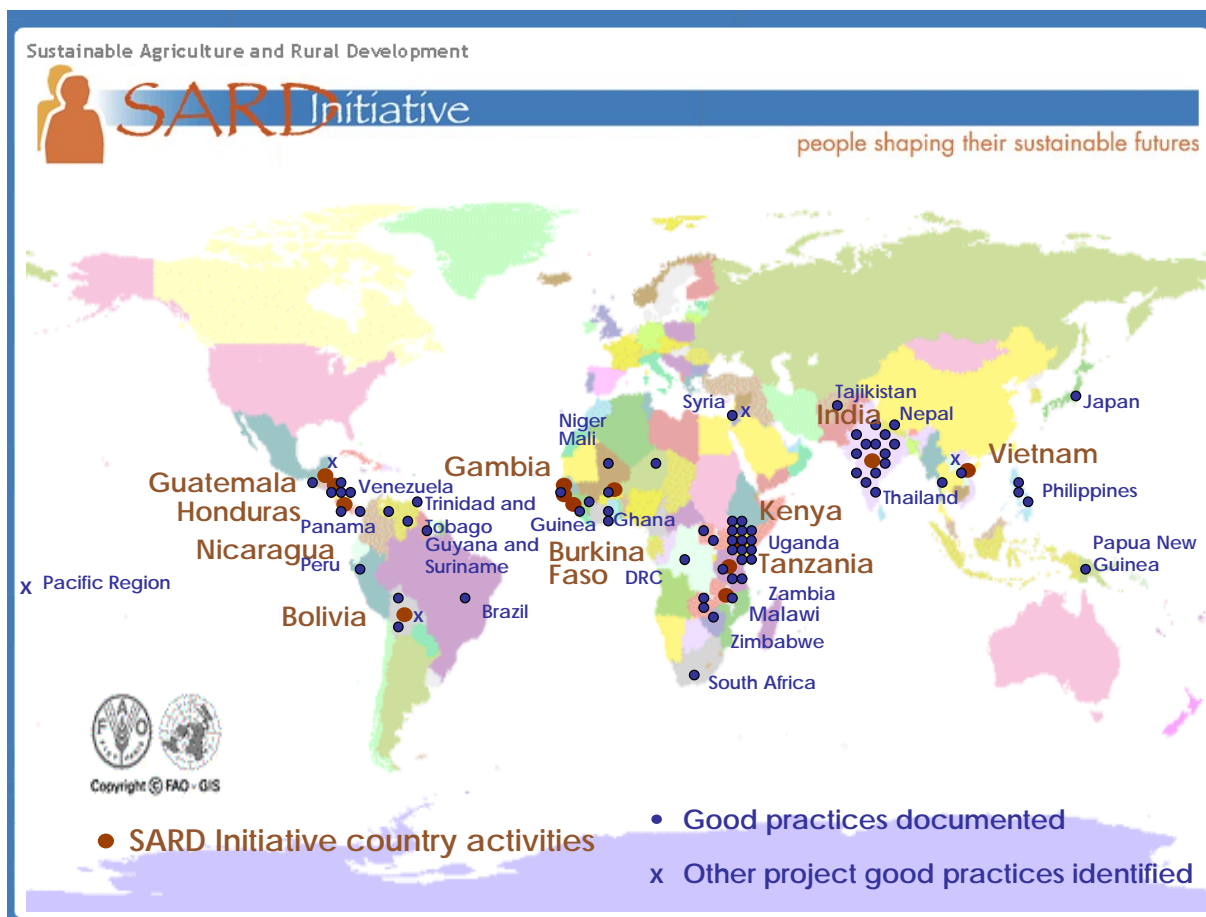 Sustainable Agriculture and Rural Development
SARD Initiative
people shaping their sustainable futures
Tajikistan
Syria
x
India
Nepal
Japan
Niger
Mali
Gambia
x
Vietnam
x
Guatemala
Venezuela
Honduras
Trinidad and
Tobago
Panama
Guinea
Ghana
Kenya
Thailand
Philippines
Nicaragua
Guyana and
Suriname
Burkina
Faso
Uganda
Tanzania
Papua New
Guinea
Peru
DRC
x Pacific Region
Zambia
Bolivia
x
Brazil
Malawi
Zimbabwe
South Africa
FAO
FIAT PANIS
Copyright © FAO - GIS
• SARD Initiative country activities
• Good practices documented
x Other project good practices identified